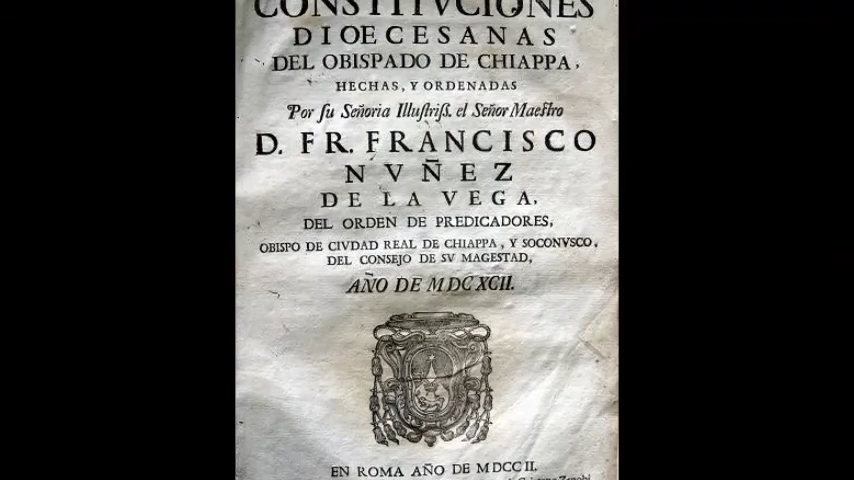 CONSTITVCIONES
DIOECESANAS
DEL OBISPADO DE CHIAPPA,
HECHAS, Y ORDENADAS
Por ſu Señoria Illuſtriſſ. el Señor Maeſtro
D. FR. FRANCISCO
NVÑEZ
DE LA VEGA,
DEL ORDEN DE PREDICADORES,
OBISPO DE CIVDAD REAL DE CHIAPPA, Y SOCONVSCO,
DEL CONSEJO DE SV MAGESTAD,
AÑO DE MDCXCII.
EN ROMA AÑO DE MDCCII.
Zenobi